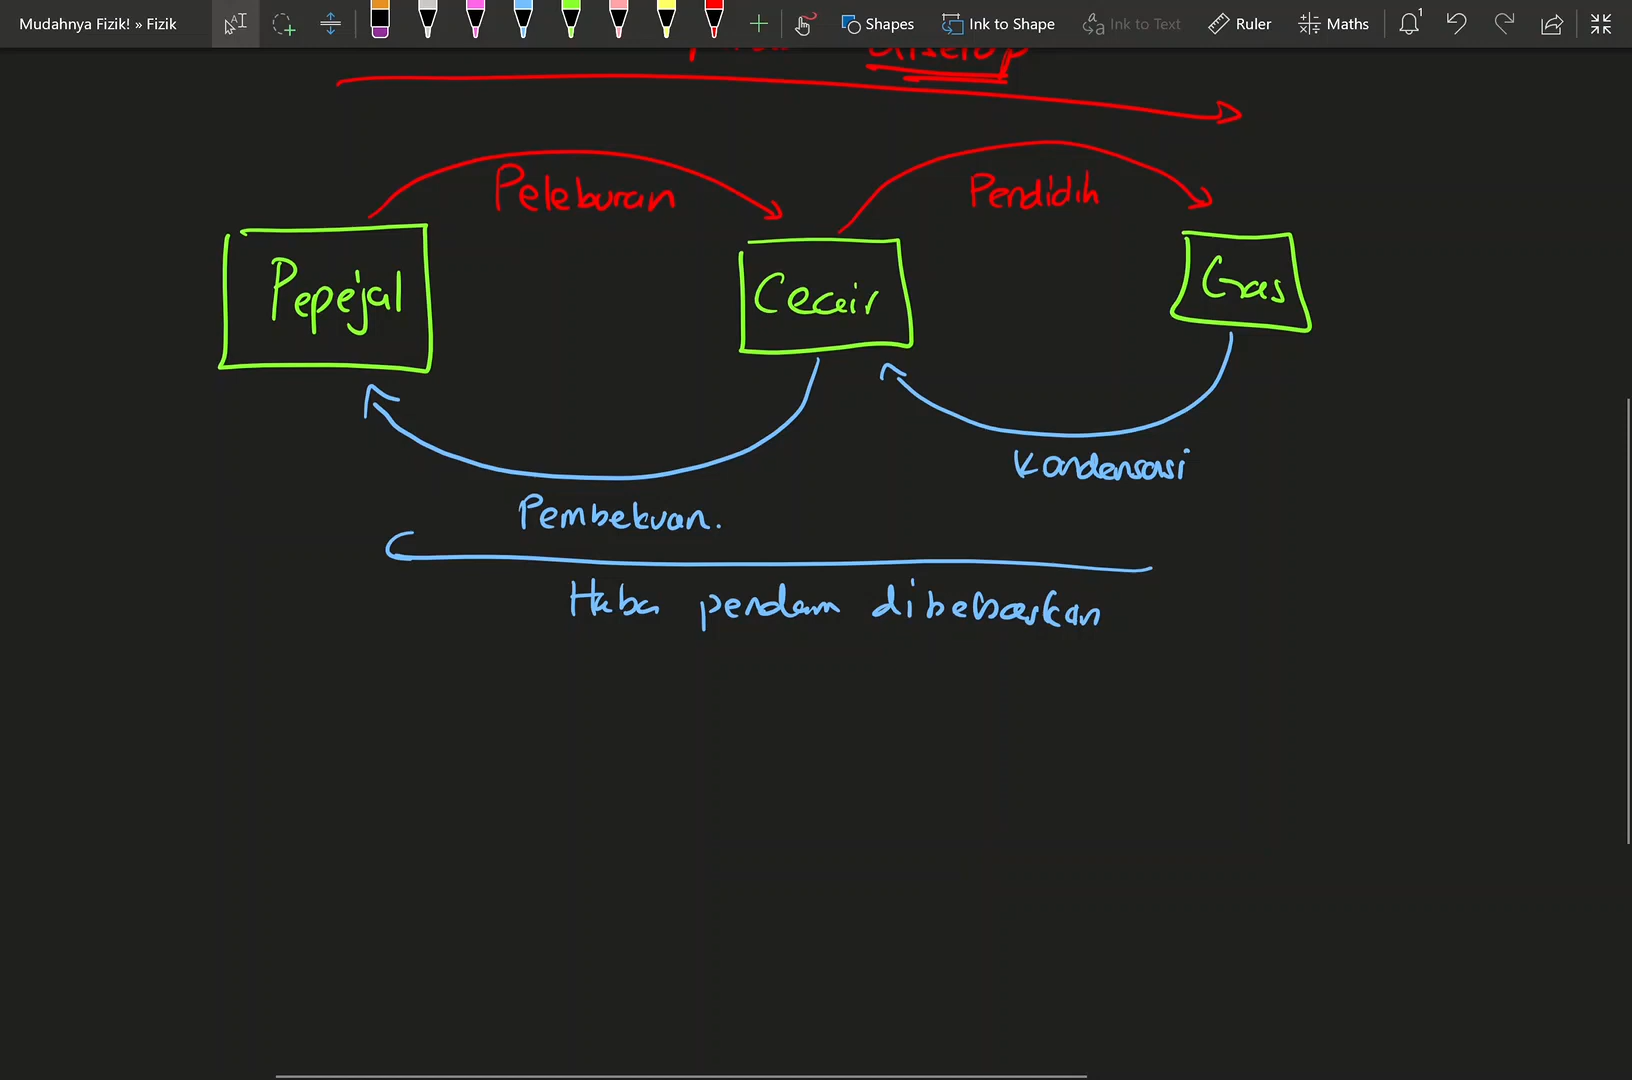 Mudahnya Fizik! » Fizik
Shapes
Ink to Shape
Ink to Text
Ruler
Maths
1
Peleburan
Pendidih
Pepejal
Cecair
Gas
Kondensasi
Pembekuan.
Haba pendam dibebaskan